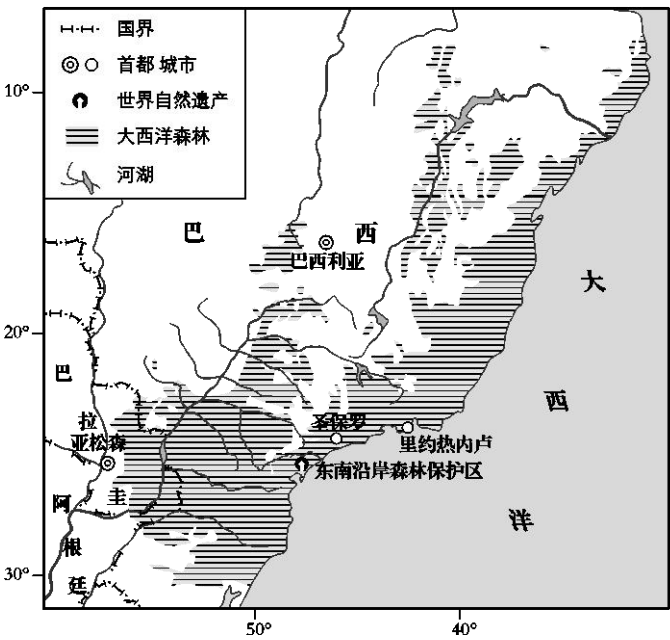 国界
首都 城市
世界自然遗产
大西洋森林
河湖
10°
20°
30°
50°
40°
巴 西
巴西利亚
大
西
洋
巴
拉
圭
亚松森
圣保罗
里约热内卢
东南沿岸森林保护区
阿
根
廷